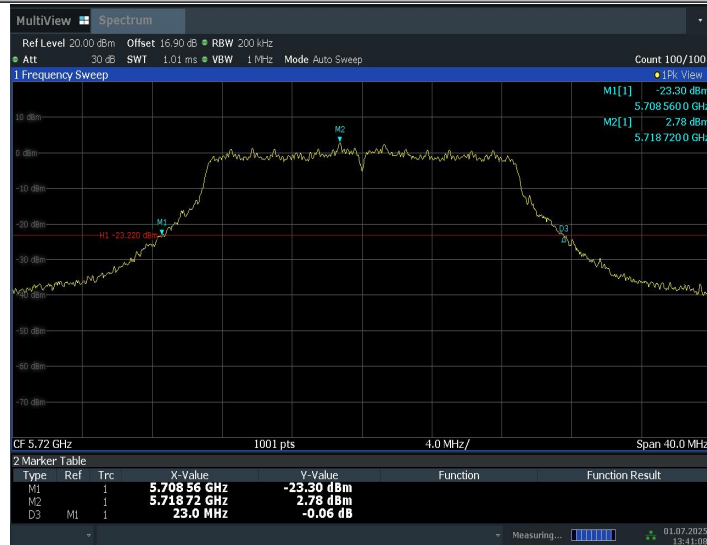 MultiView Spectrum
Ref Level 20.00 dBm Offset 16.90 dB RBW 200 kHz
Att 30 dB SWT 1.01 ms VBW 1 MHz Mode Auto Sweep Count 100/100
1 Frequency Sweep 1Pk View
M1[1] -23.30 dBm
5.708 560 0 GHz
M2[1] 2.78 dBm
5.718 720 0 GHz
10 dBm
M2
0 dBm
-10 dBm
-20 dBm
M1
D3
H1 -23.220 dBm
-30 dBm
-40 dBm
-50 dBm
-60 dBm
-70 dBm
CF 5.72 GHz 1001 pts 4.0 MHz/ Span 40.0 MHz
2 Marker Table
Type Ref Trc X-Value Y-Value Function Function Result
M1 1 5.708 56 GHz -23.30 dBm
M2 1 5.718 72 GHz 2.78 dBm
D3 M1 1 23.0 MHz -0.06 dB
Measuring... 01.07.2025
13:41:08